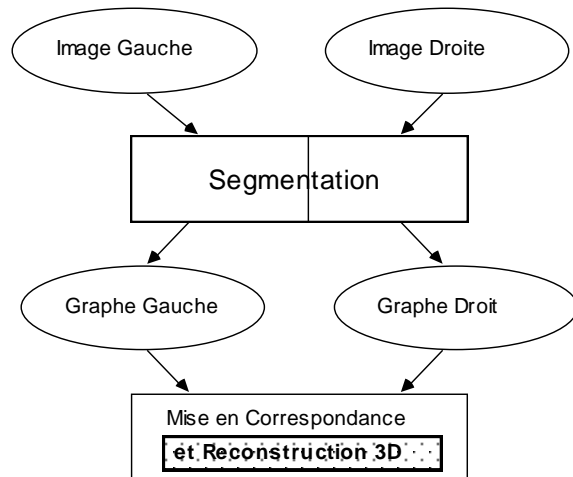 Image Gauche
Image Droite
Segmentation
Graphe Gauche
Graphe Droit
Mise en Correspondance
et Reconstruction 3D